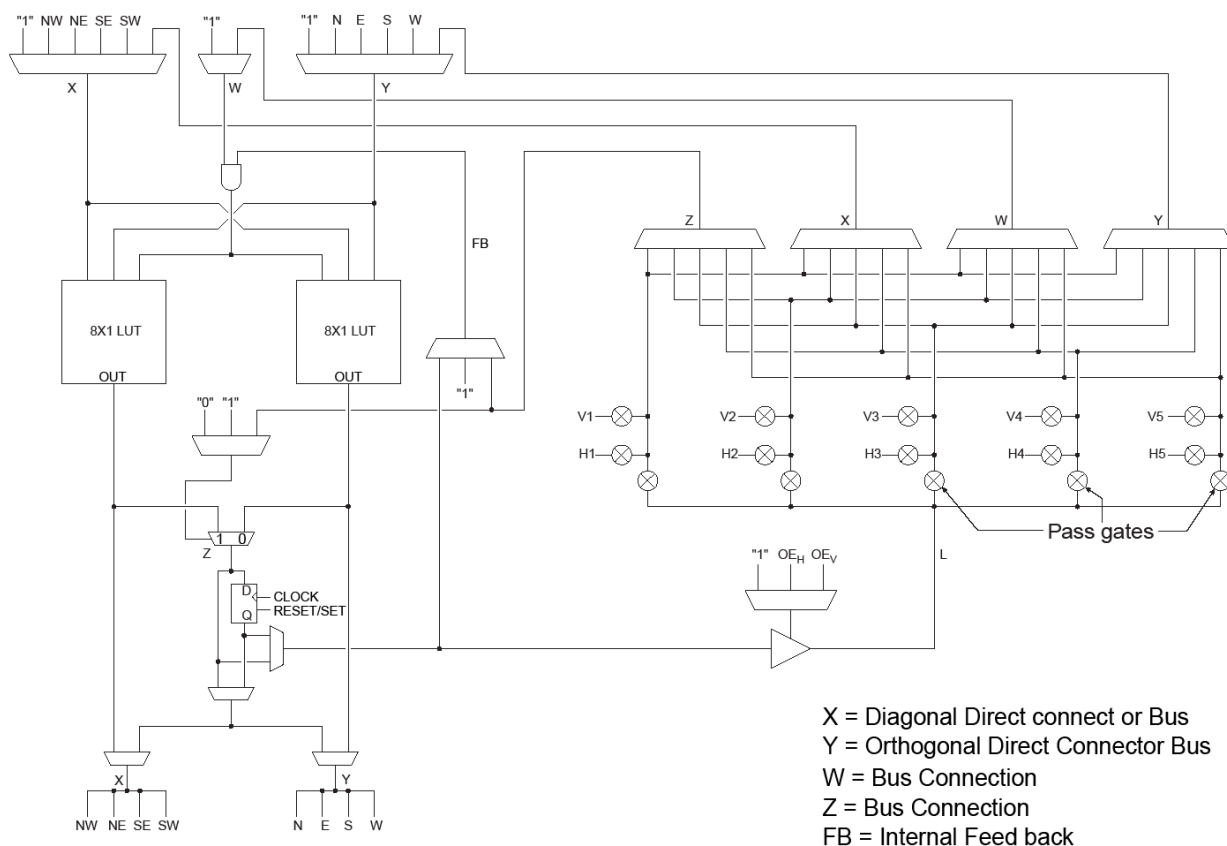 "1" NW NE SE SW "1" "1" N E S W
X W Y
Z X W Y
FB
8X1 LUT 8X1 LUT
OUT OUT
"1"
"0" "1"
V1 V2 V3 V4 V5
H1 H2 H3 H4 H5
Pass gates
1 0
Z
"1" OEH OEV
L
D
CLOCK
RESET/SET
Q
X Y
NW NE SE SW N E S W
X = Diagonal Direct connect or Bus
Y = Orthogonal Direct Connector Bus
W = Bus Connection
Z = Bus Connection
FB = Internal Feed back